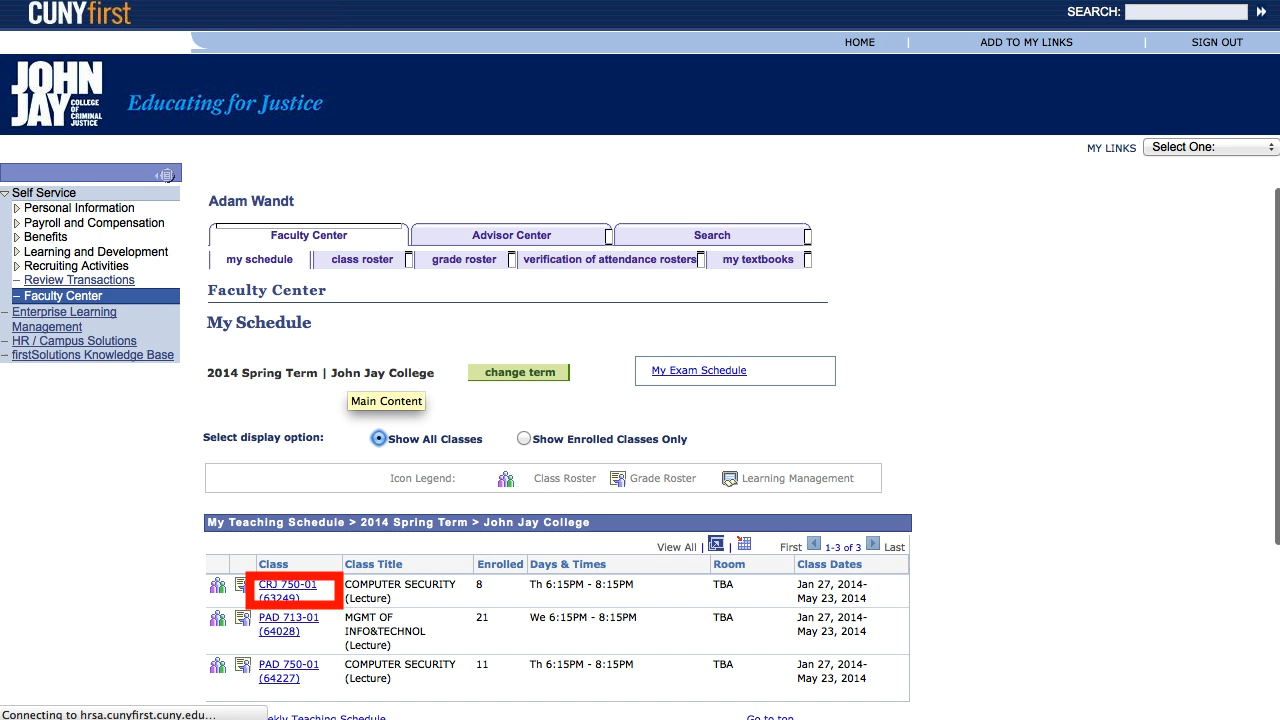 CUNYfirst
SEARCH:
HOME
ADD TO MY LINKS
SIGN OUT
JOHN
JAY
COLLEGE
OF
CRIMINAL
JUSTICE
Educating for Justice
MY LINKS
Select One:
Self Service
Personal Information
Payroll and Compensation
Benefits
Learning and Development
Recruiting Activities
Review Transactions
Faculty Center
Enterprise Learning
Management
HR / Campus Solutions
firstSolutions Knowledge Base
Adam Wandt
Faculty Center
Advisor Center
Search
my schedule
class roster
grade roster
verification of attendance rosters
my textbooks
Faculty Center
My Schedule
2014 Spring Term | John Jay College
change term
My Exam Schedule
Main Content
Select display option:
Show All Classes
Show Enrolled Classes Only
Icon Legend:
Class Roster
Grade Roster
Learning Management
My Teaching Schedule > 2014 Spring Term > John Jay College
View All | | First 1-3 of 3 Last
Class Class Title Enrolled Days & Times Room Class Dates
CRJ 750-01 COMPUTER SECURITY 8 Th 6:15PM - 8:15PM TBA Jan 27, 2014-
(63249) (Lecture) May 23, 2014
PAD 713-01 MGMT OF 21 We 6:15PM - 8:15PM TBA Jan 27, 2014-
(64028) INFO&TECHNOL May 23, 2014
(Lecture)
PAD 750-01 COMPUTER SECURITY 11 Th 6:15PM - 8:15PM TBA Jan 27, 2014-
(64227) (Lecture) May 23, 2014
Connecting to hrsa.cunyfirst.cuny.edu...
ekly Teaching Schedule
Go to top